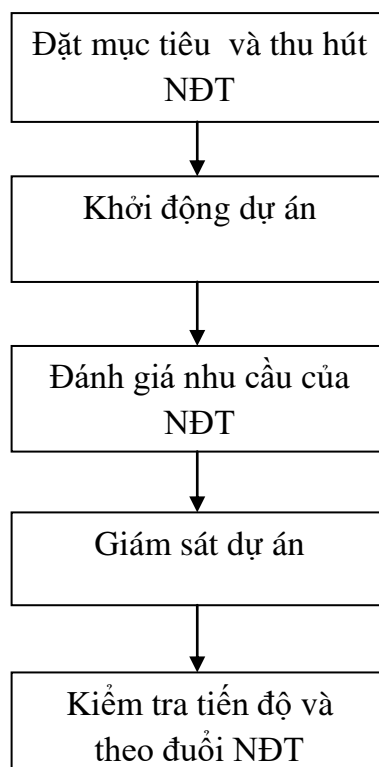 Đặt mục tiêu và thu hút
NĐT
Khởi động dự án
Đánh giá nhu cầu của
NĐT
Giám sát dự án
Kiểm tra tiến độ và
theo đuổi NĐT